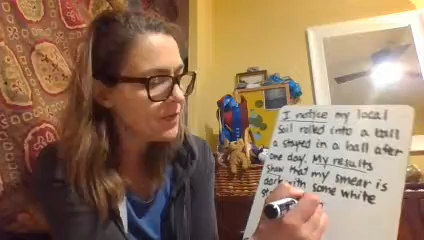 I notice my local
soil rolled into a ball
a stayed in a ball after
one day. My results
show that my smear is
dark with some white